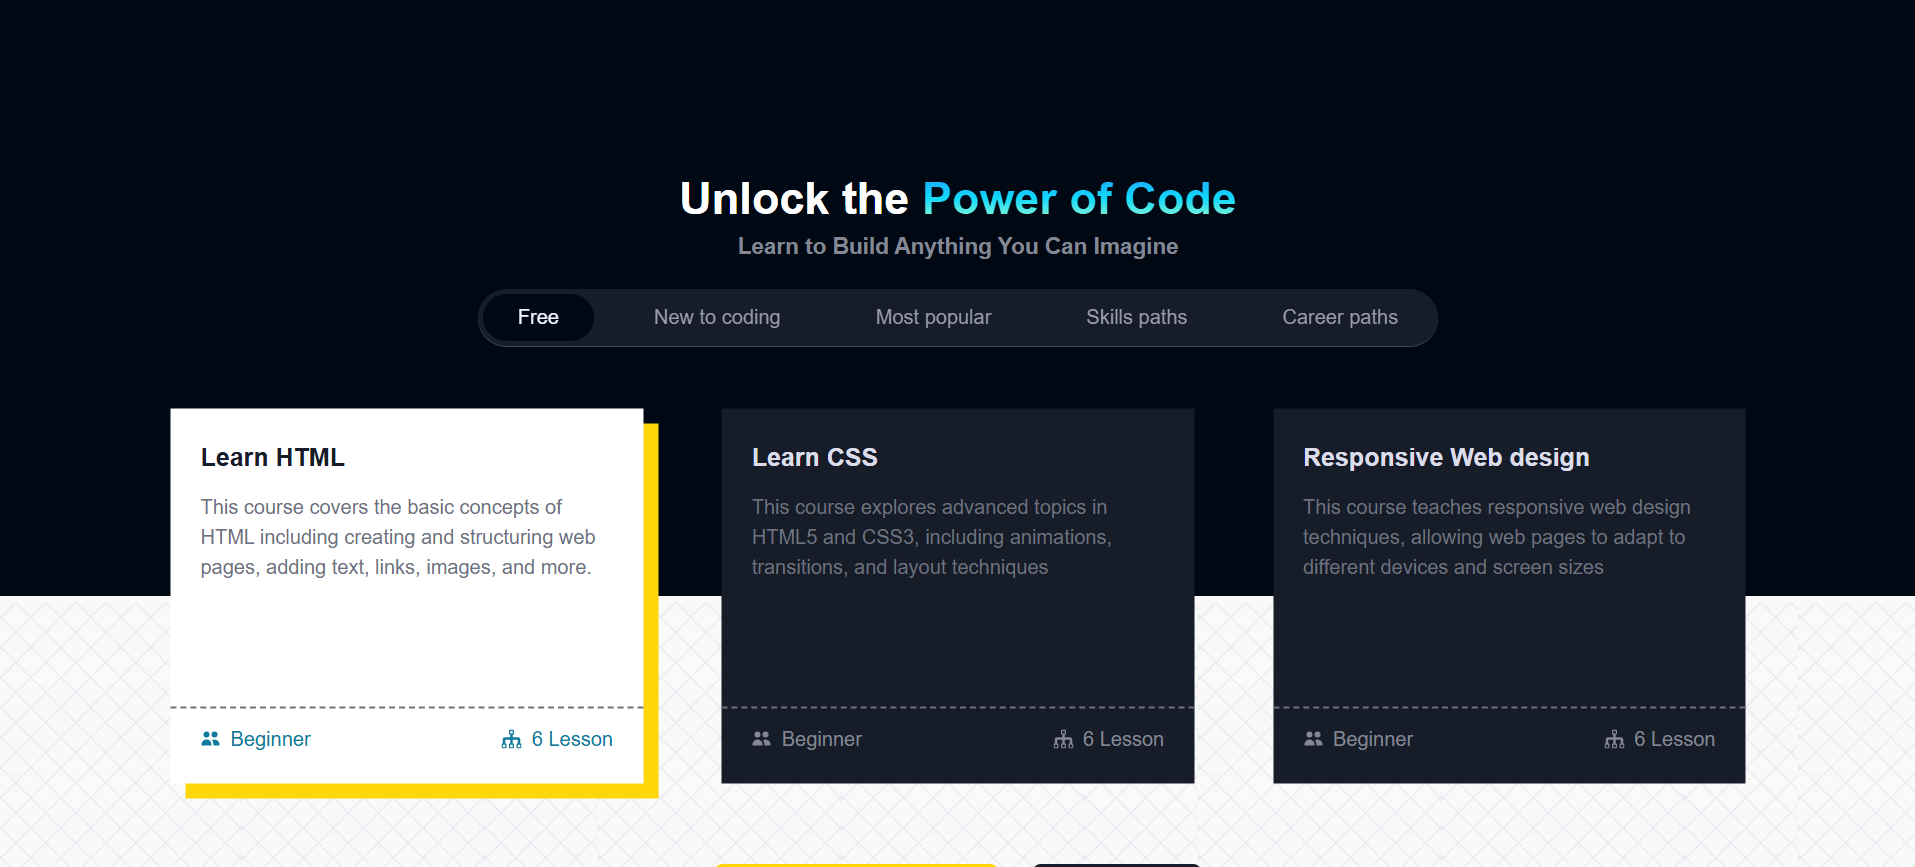 Unlock the Power of Code
Learn to Build Anything You Can Imagine
Free
New to coding
Most popular
Skills paths
Career paths
Learn HTML
This course covers the basic concepts of
HTML including creating and structuring web
pages, adding text, links, images, and more.
Beginner
6 Lesson
Learn CSS
This course explores advanced topics in
HTML5 and CSS3, including animations,
transitions, and layout techniques
Beginner
6 Lesson
Responsive Web design
This course teaches responsive web design
techniques, allowing web pages to adapt to
different devices and screen sizes
Beginner
6 Lesson